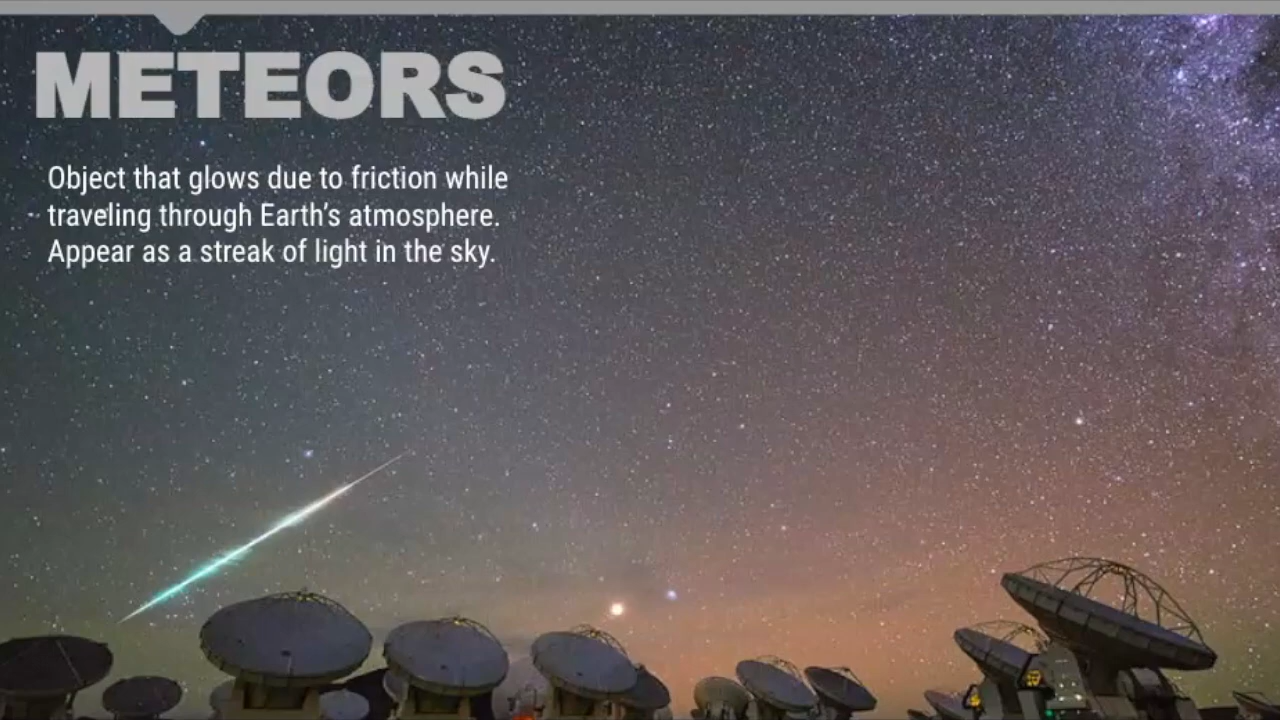 METEORS
Object that glows due to friction while
traveling through Earth’s atmosphere.
Appear as a streak of light in the sky.